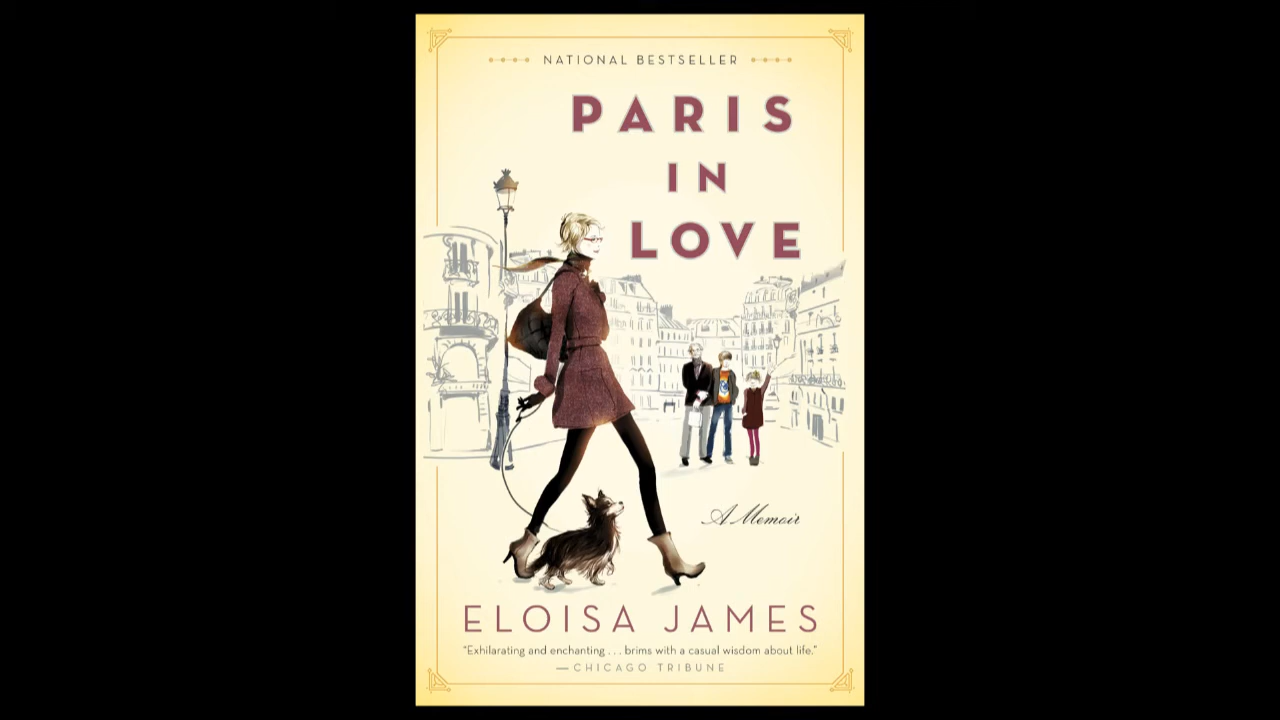 NATIONAL BESTSELLER
PARIS
IN
LOVE
A Memoir
ELOISA JAMES
“Exhilarating and enchanting . . . brims with a casual wisdom about life.”
—CHICAGO TRIBUNE